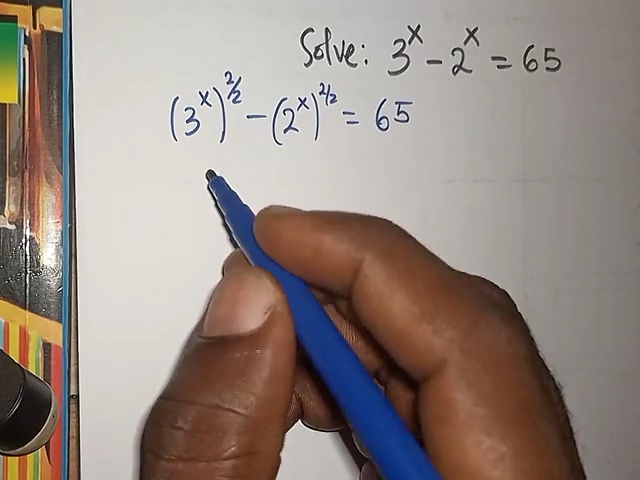 Solve: 3^x - 2^x = 65
(3^x)^{2/2} - (2^x)^{2/2} = 65